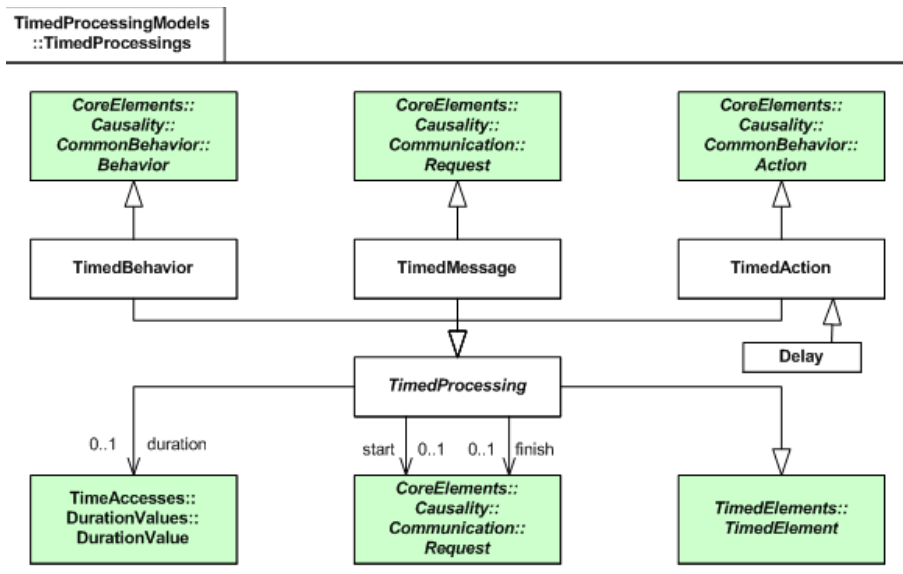 TimedProcessingModels
::TimedProcessings
CoreElements::
Causality::
CommonBehavior::
Behavior
CoreElements::
Causality::
Communication::
Request
CoreElements::
Causality::
CommonBehavior::
Action
TimedBehavior
TimedMessage
TimedAction
Delay
TimedProcessing
0..1 duration
start 0..1 0..1 finish
TimeAccesses::
DurationValues::
DurationValue
CoreElements::
Causality::
Communication::
Request
TimedElements::
TimedElement